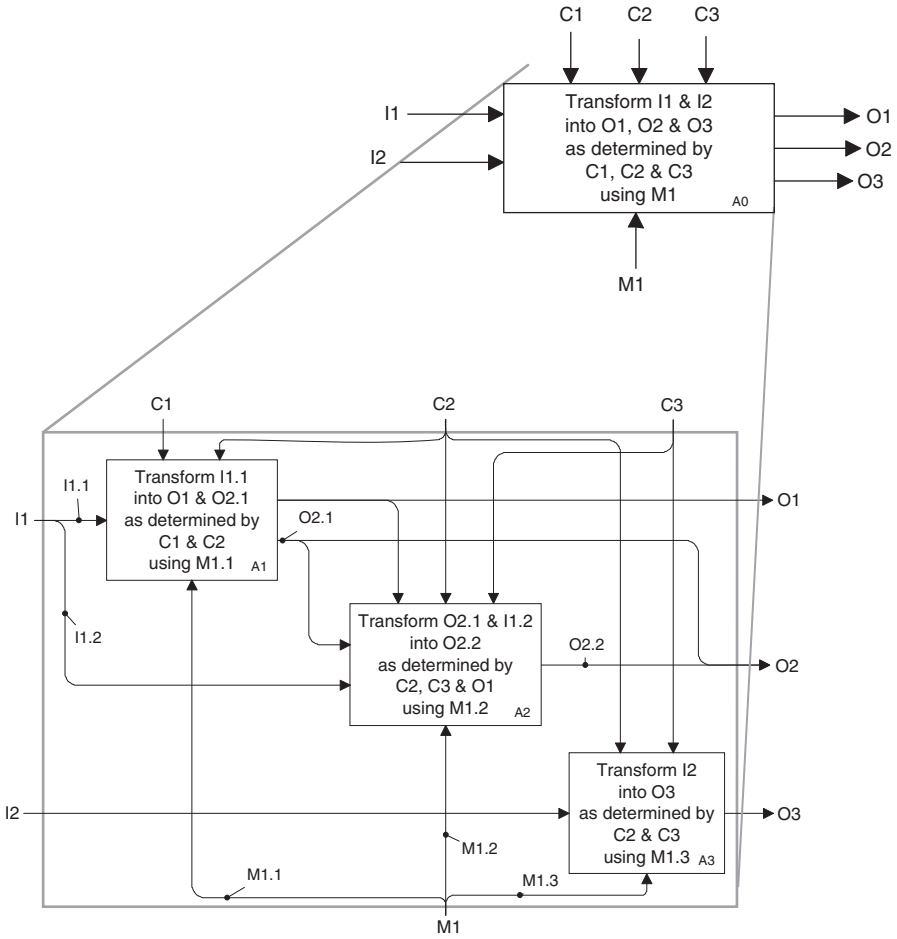 C1 C2 C3
I1
I2
Transform I1 & I2
into O1, O2 & O3
as determined by
C1, C2 & C3
using M1
A0
O1
O2
O3
M1
C1 C2 C3
I1
I1.1
I1.2
Transform I1.1
into O1 & O2.1
as determined by
C1 & C2
using M1.1 A1
O2.1
O1
Transform O2.1 & I1.2
into O2.2
as determined by
C2, C3 & O1
using M1.2 A2
O2.2
O2
I2
Transform I2
into O3
as determined by
C2 & C3
using M1.3 A3
O3
M1.1
M1.2
M1.3
M1